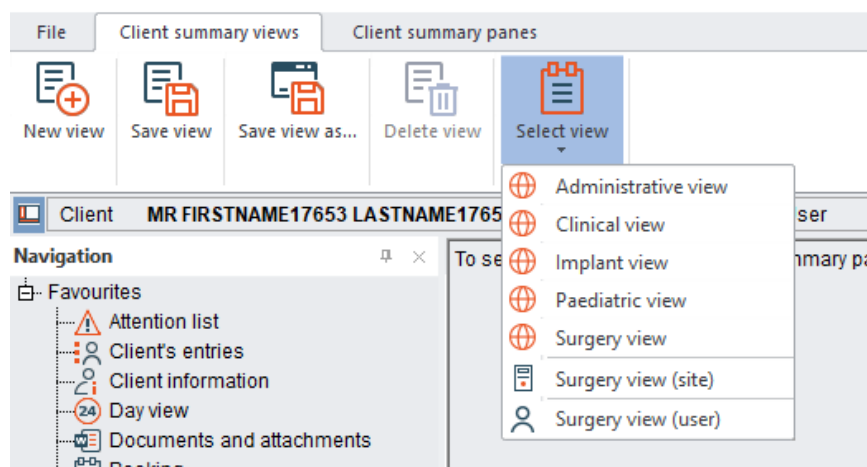 File Client summary views Client summary panes
New view Save view Save view as... Delete view Select view
Administrative view
Clinical view
Implant view
Paediatric view
Surgery view
Surgery view (site)
Surgery view (user)
Client MR FIRSTNAME17653 LASTNAME1765 ser
Navigation
To se mmary pa
Favourites
Attention list
Client's entries
Client information
24 Day view
Documents and attachments
Booking